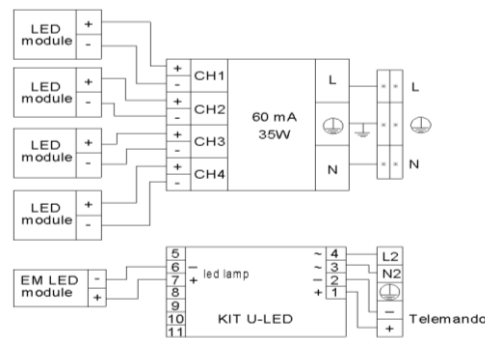 LED
module
+
-
LED
module
+
-
LED
module
+
-
LED
module
+
-
+
-
CH1
+
-
CH2
+
-
CH3
+
-
CH4
60 mA
35W
L
N
L
N
EM LED
module
-
+
5
6
7
8
9
10
11
−
+
led lamp
KIT U-LED
~
~
−
+
4
3
2
1
L2
N2
−
+
Telemando